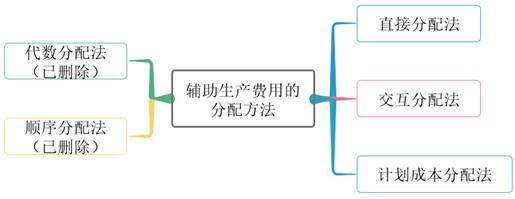 代数分配法
（已删除）
顺序分配法
（已删除）
辅助生产费用的
分配方法
直接分配法
交互分配法
计划成本分配法